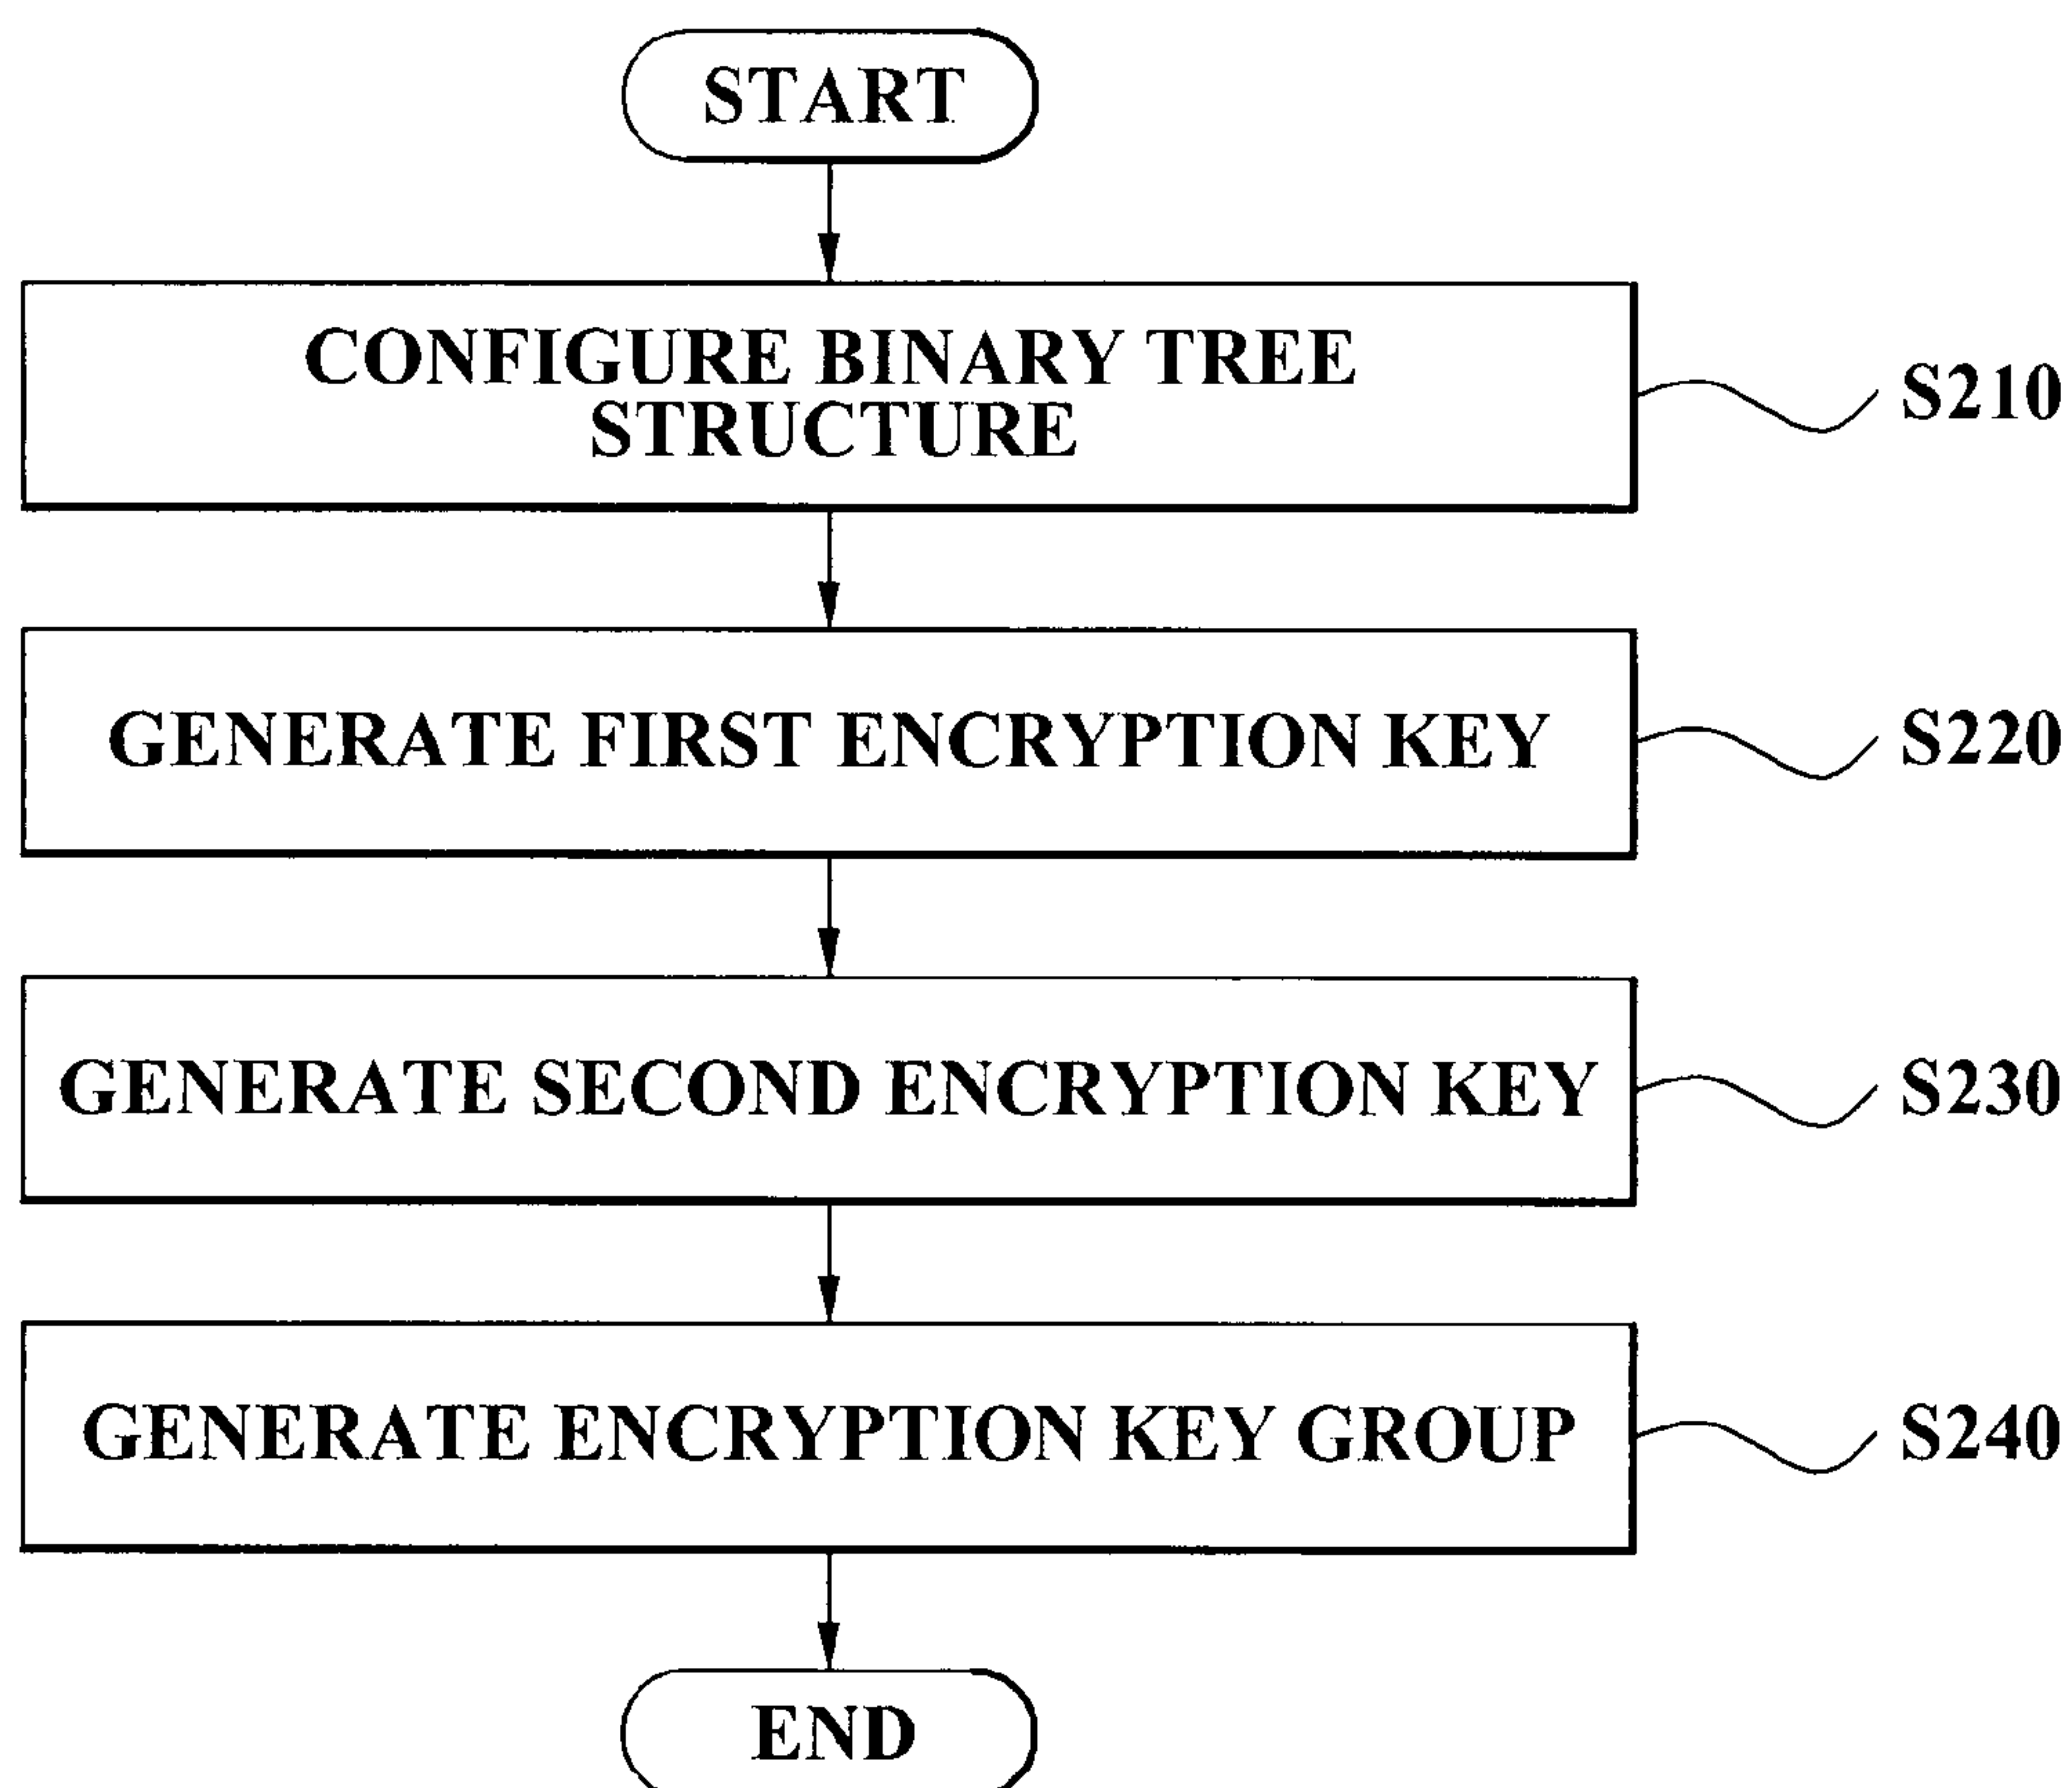 START
CONFIGURE BINARY TREE
STRUCTURE
S210
GENERATE FIRST ENCRYPTION KEY
S220
GENERATE SECOND ENCRYPTION KEY
S230
GENERATE ENCRYPTION KEY GROUP
S240
END